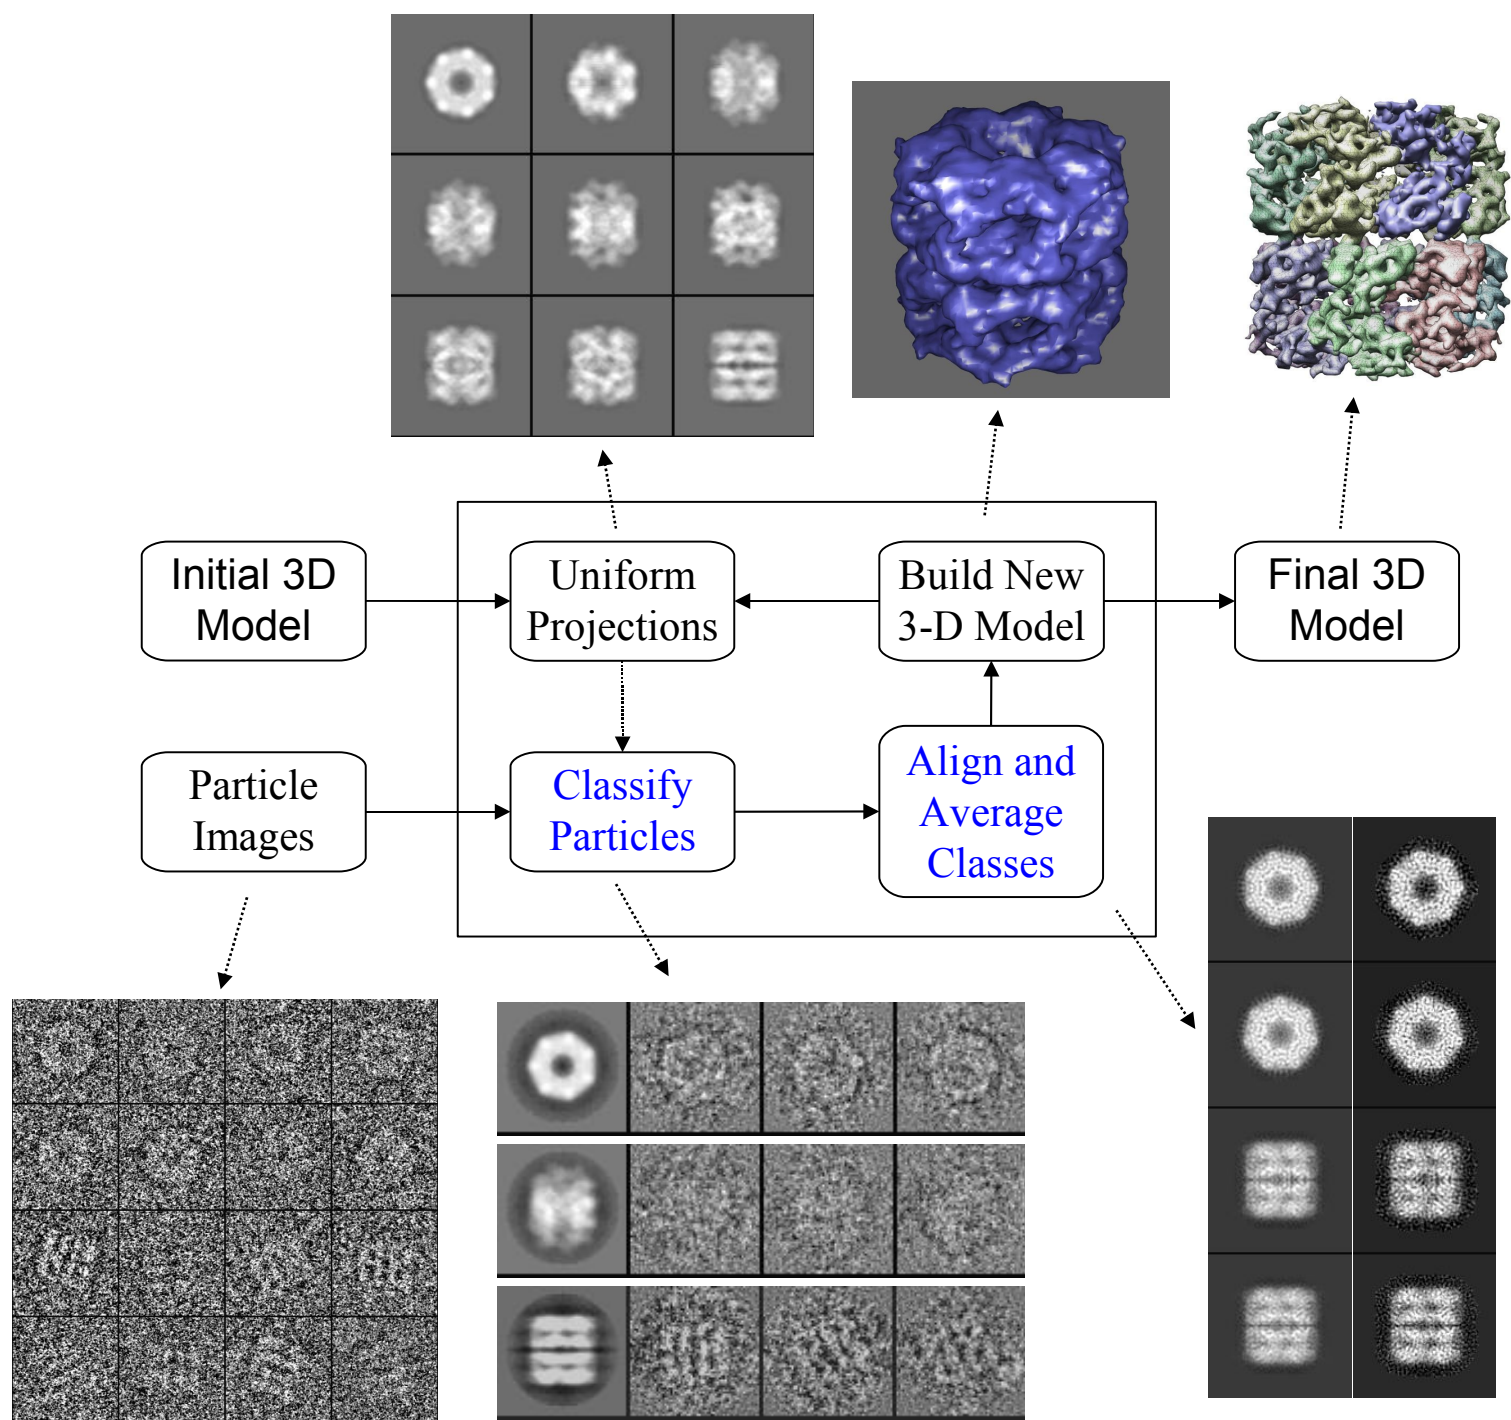 Initial 3D
Model
Uniform
Projections
Build New
3-D Model
Final 3D
Model
Particle
Images
Classify
Particles
Align and
Average
Classes